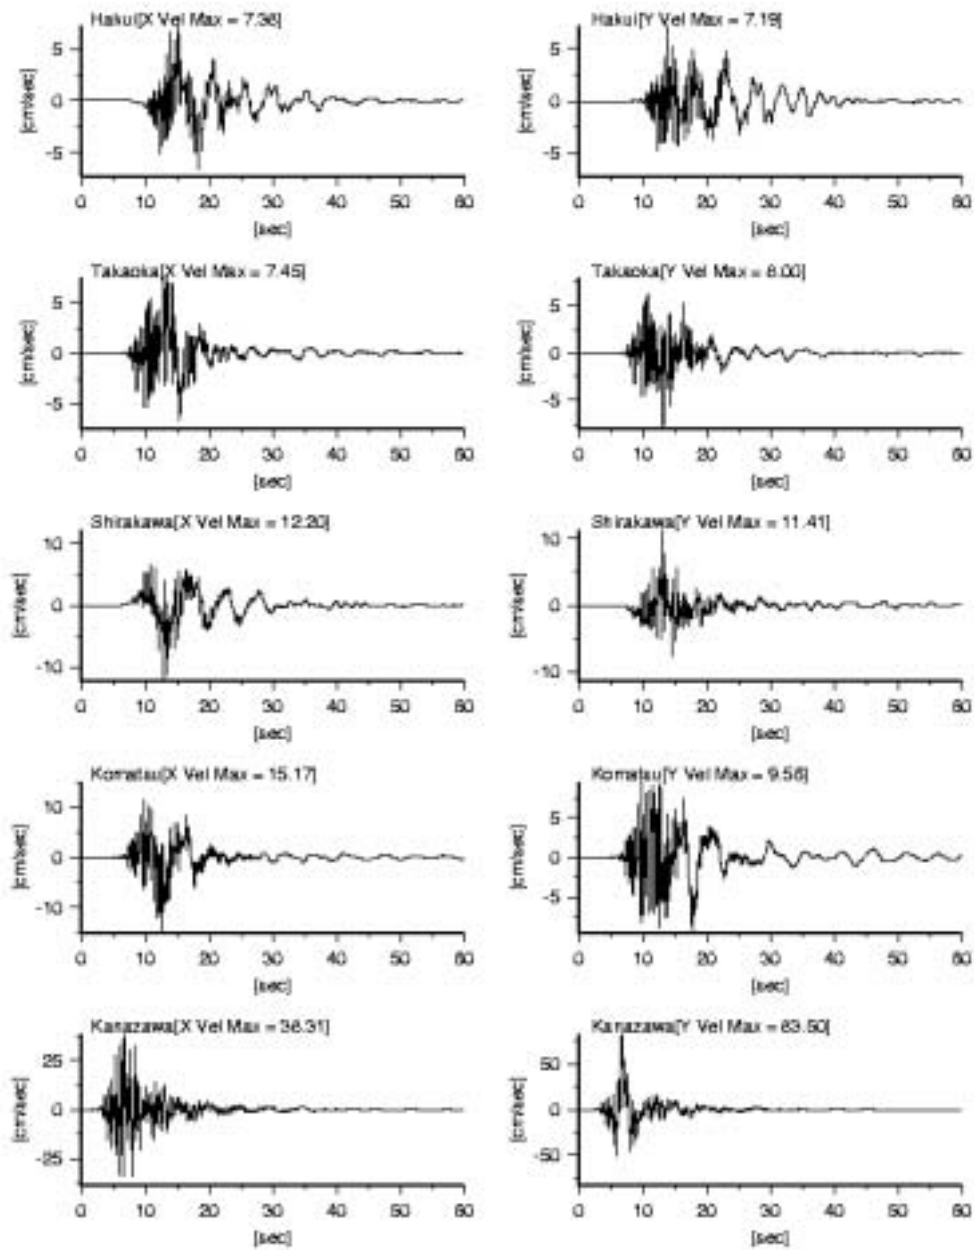 Hakui[X Vel Max = 7.38]
5
0
-5
[cm/sec]
0 10 20 30 40 50 60
[sec]
Hakui[Y Vel Max = 7.19]
5
0
-5
[cm/sec]
0 10 20 30 40 50 60
[sec]
Takaoka[X Vel Max = 7.45]
5
0
-5
[cm/sec]
0 10 20 30 40 50 60
[sec]
Takaoka[Y Vel Max = 8.00]
5
0
-5
[cm/sec]
0 10 20 30 40 50 60
[sec]
Shirakawa[X Vel Max = 12.20]
10
0
-10
[cm/sec]
0 10 20 30 40 50 60
[sec]
Shirakawa[Y Vel Max = 11.41]
10
0
-10
[cm/sec]
0 10 20 30 40 50 60
[sec]
Komatsu[X Vel Max = 15.17]
10
0
-10
[cm/sec]
0 10 20 30 40 50 60
[sec]
Komatsu[Y Vel Max = 9.56]
5
0
-5
[cm/sec]
0 10 20 30 40 50 60
[sec]
Kanazawa[X Vel Max = 38.31]
25
0
-25
[cm/sec]
0 10 20 30 40 50 60
[sec]
Kanazawa[Y Vel Max = 83.50]
50
0
-50
[cm/sec]
0 10 20 30 40 50 60
[sec]